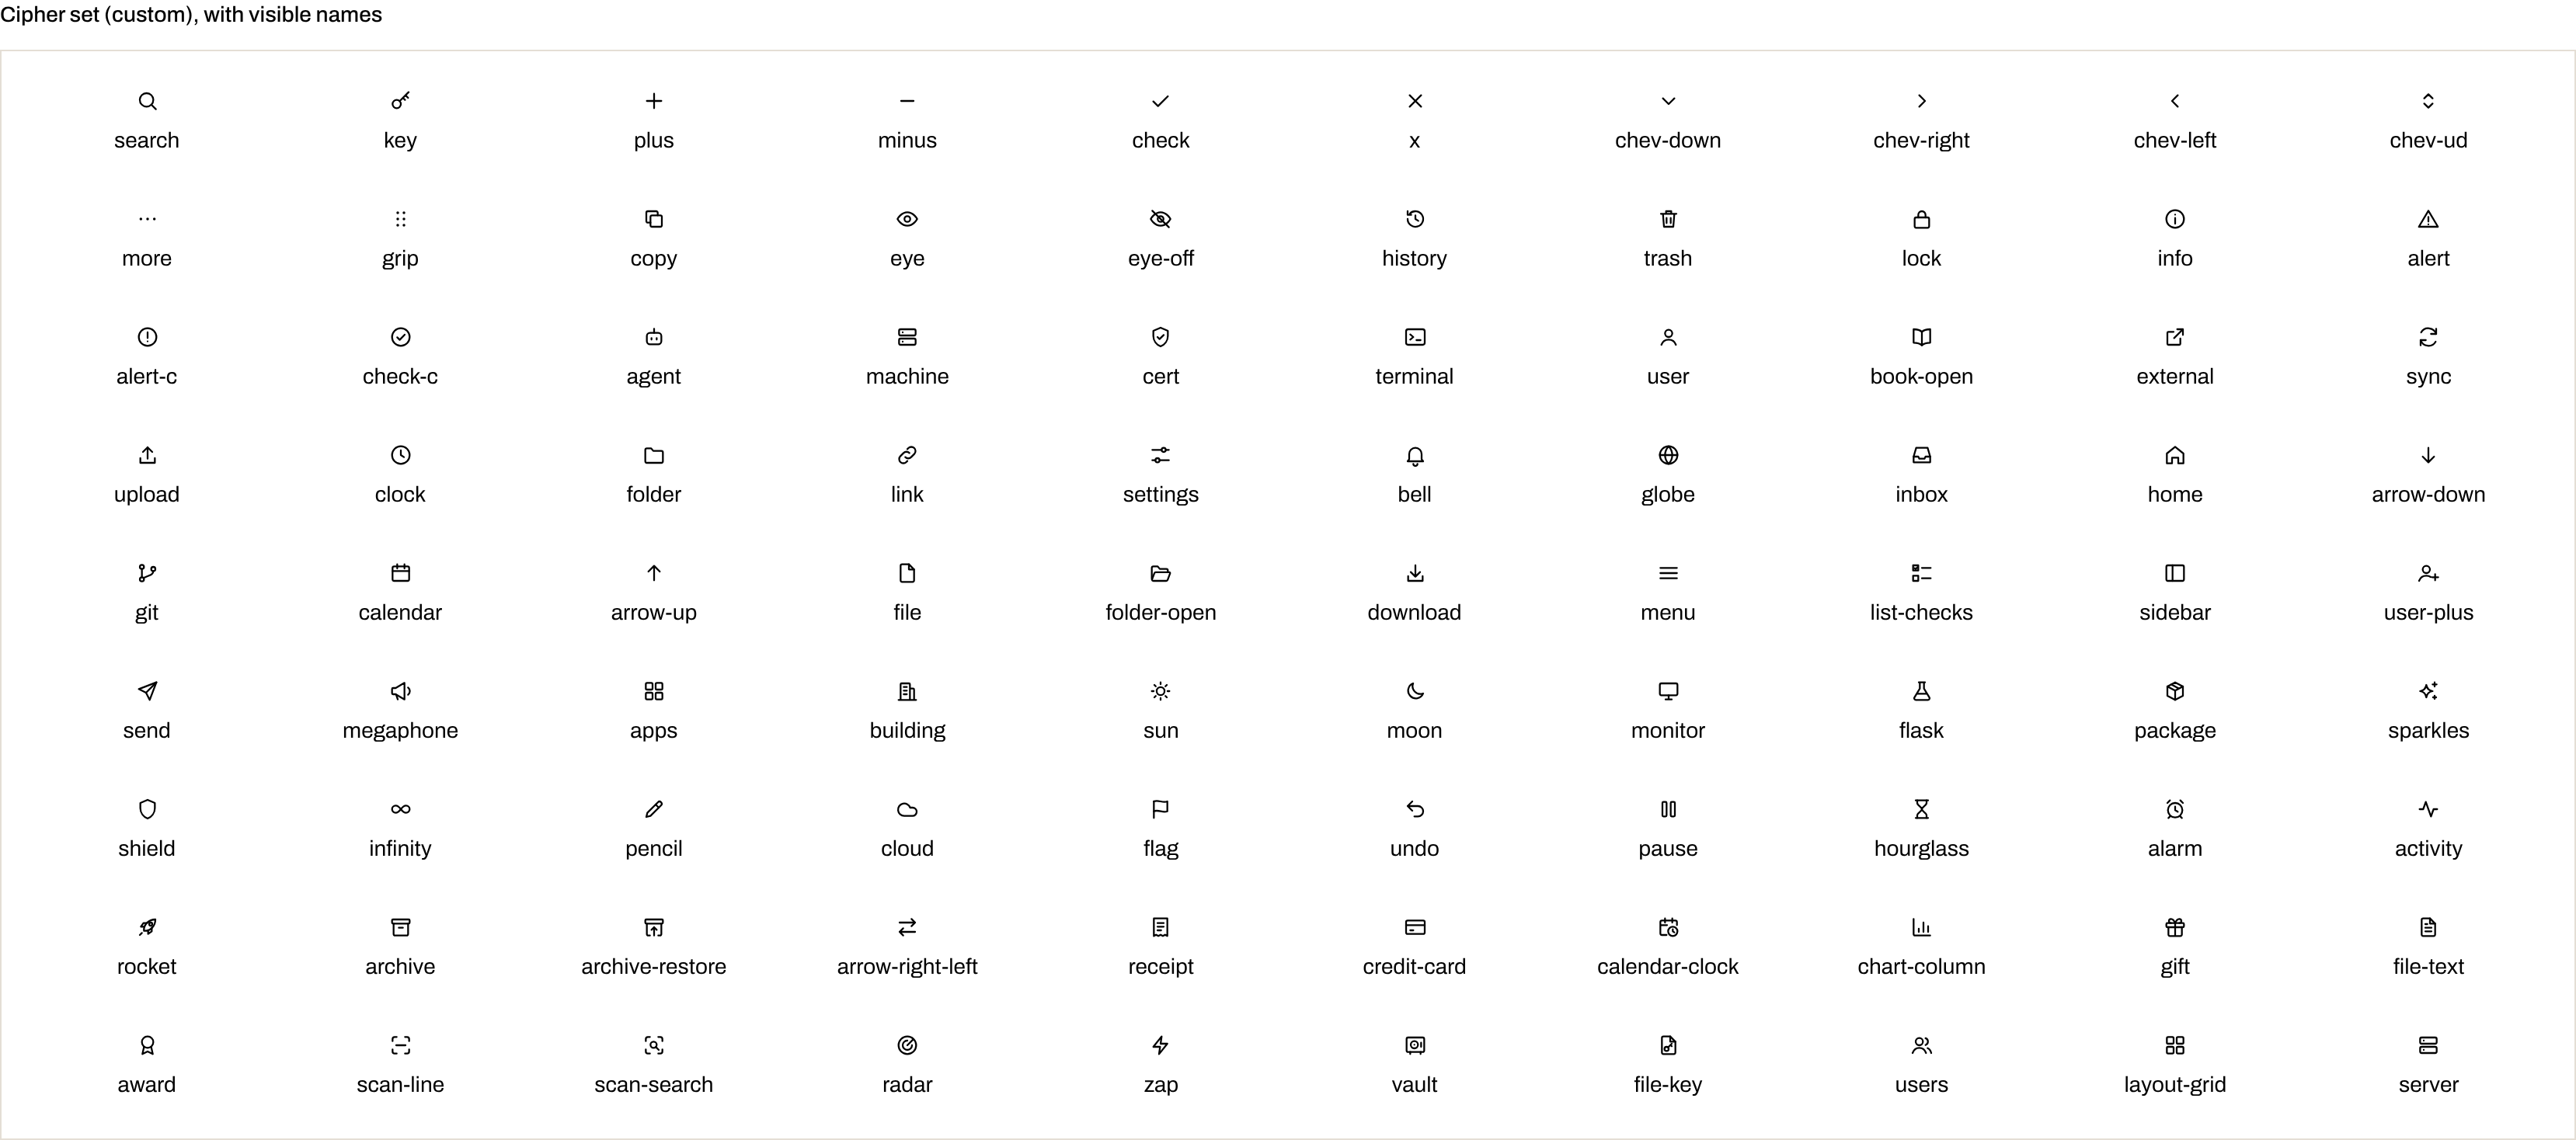 Cipher set (custom), with visible names
search key plus minus check x chev-down chev-right chev-left chev-ud
more grip copy eye eye-off history trash lock info alert
alert-c check-c agent machine cert terminal user book-open external sync
upload clock folder link settings bell globe inbox home arrow-down
git calendar arrow-up file folder-open download menu list-checks sidebar user-plus
send megaphone apps building sun moon monitor flask package sparkles
shield infinity pencil cloud flag undo pause hourglass alarm activity
rocket archive archive-restore arrow-right-left receipt credit-card calendar-clock chart-column gift file-text
award scan-line scan-search radar zap vault file-key users layout-grid server